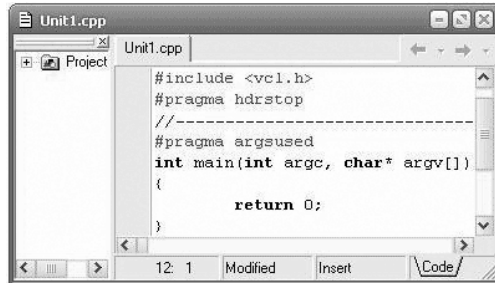 Unit1.cpp
Project
Unit1.cpp
#include <vcl.h>
#pragma hdrstop
//------------------------------
#pragma argsused
int main(int argc, char* argv[])
{
return 0;
}
12: 1 Modified Insert \Code/